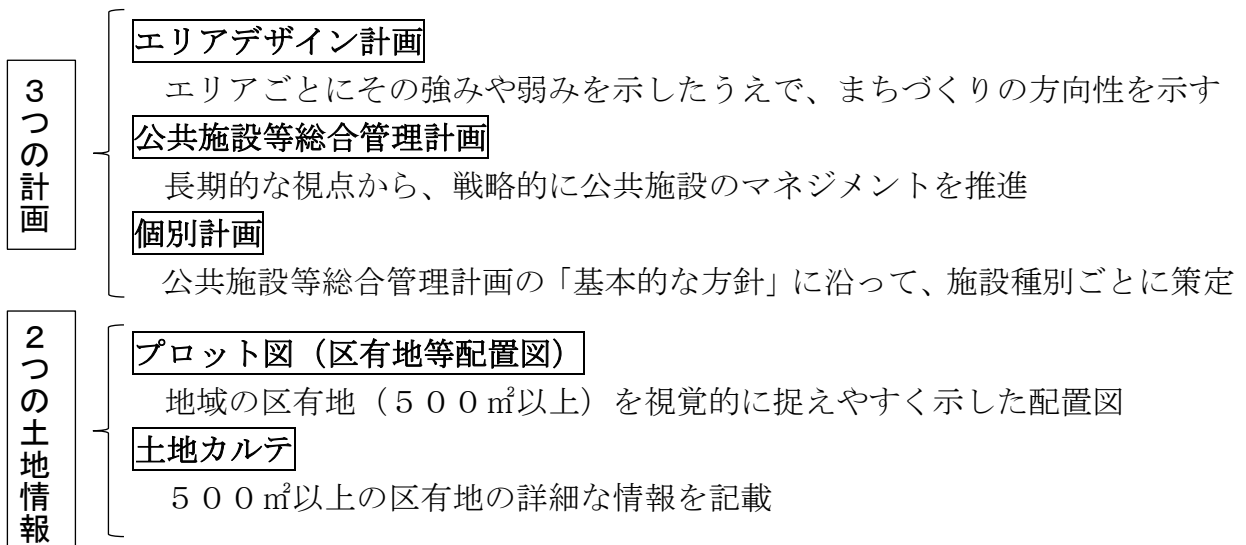 3つの計画
エリアデザイン計画
エリアごとにその強みや弱みを示したうえで、まちづくりの方向性を示す
公共施設等総合管理計画
長期的な視点から、戦略的に公共施設のマネジメントを推進
個別計画
公共施設等総合管理計画の「基本的な方針」に沿って、施設種別ごとに策定
2つの土地情報
プロット図（区有地等配置図）
地域の区有地（５００㎡以上）を視覚的に捉えやすく示した配置図
土地カルテ
５００㎡以上の区有地の詳細な情報を記載